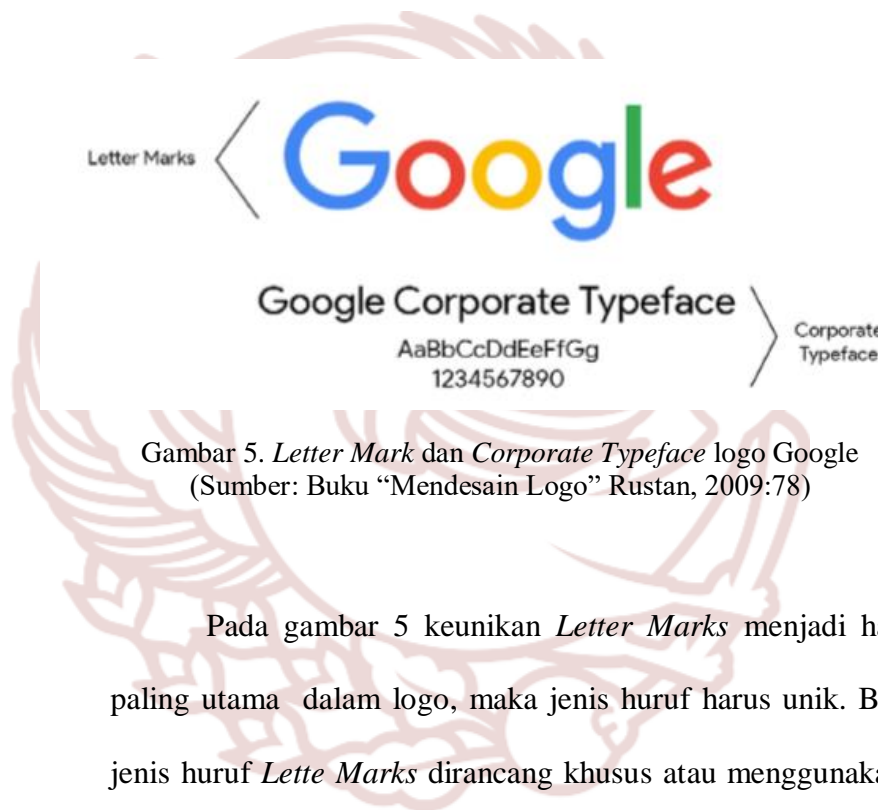 Letter Marks
Google
Google Corporate Typeface
AaBbCcDdEeFfGg
1234567890
Corporate
Typeface
Gambar 5. Letter Mark dan Corporate Typeface logo Google
(Sumber: Buku “Mendesain Logo” Rustan, 2009:78)
Pada gambar 5 keunikan Letter Marks menjadi
paling utama dalam logo, maka jenis huruf harus unik.
jenis huruf Lette Marks dirancang khusus atau